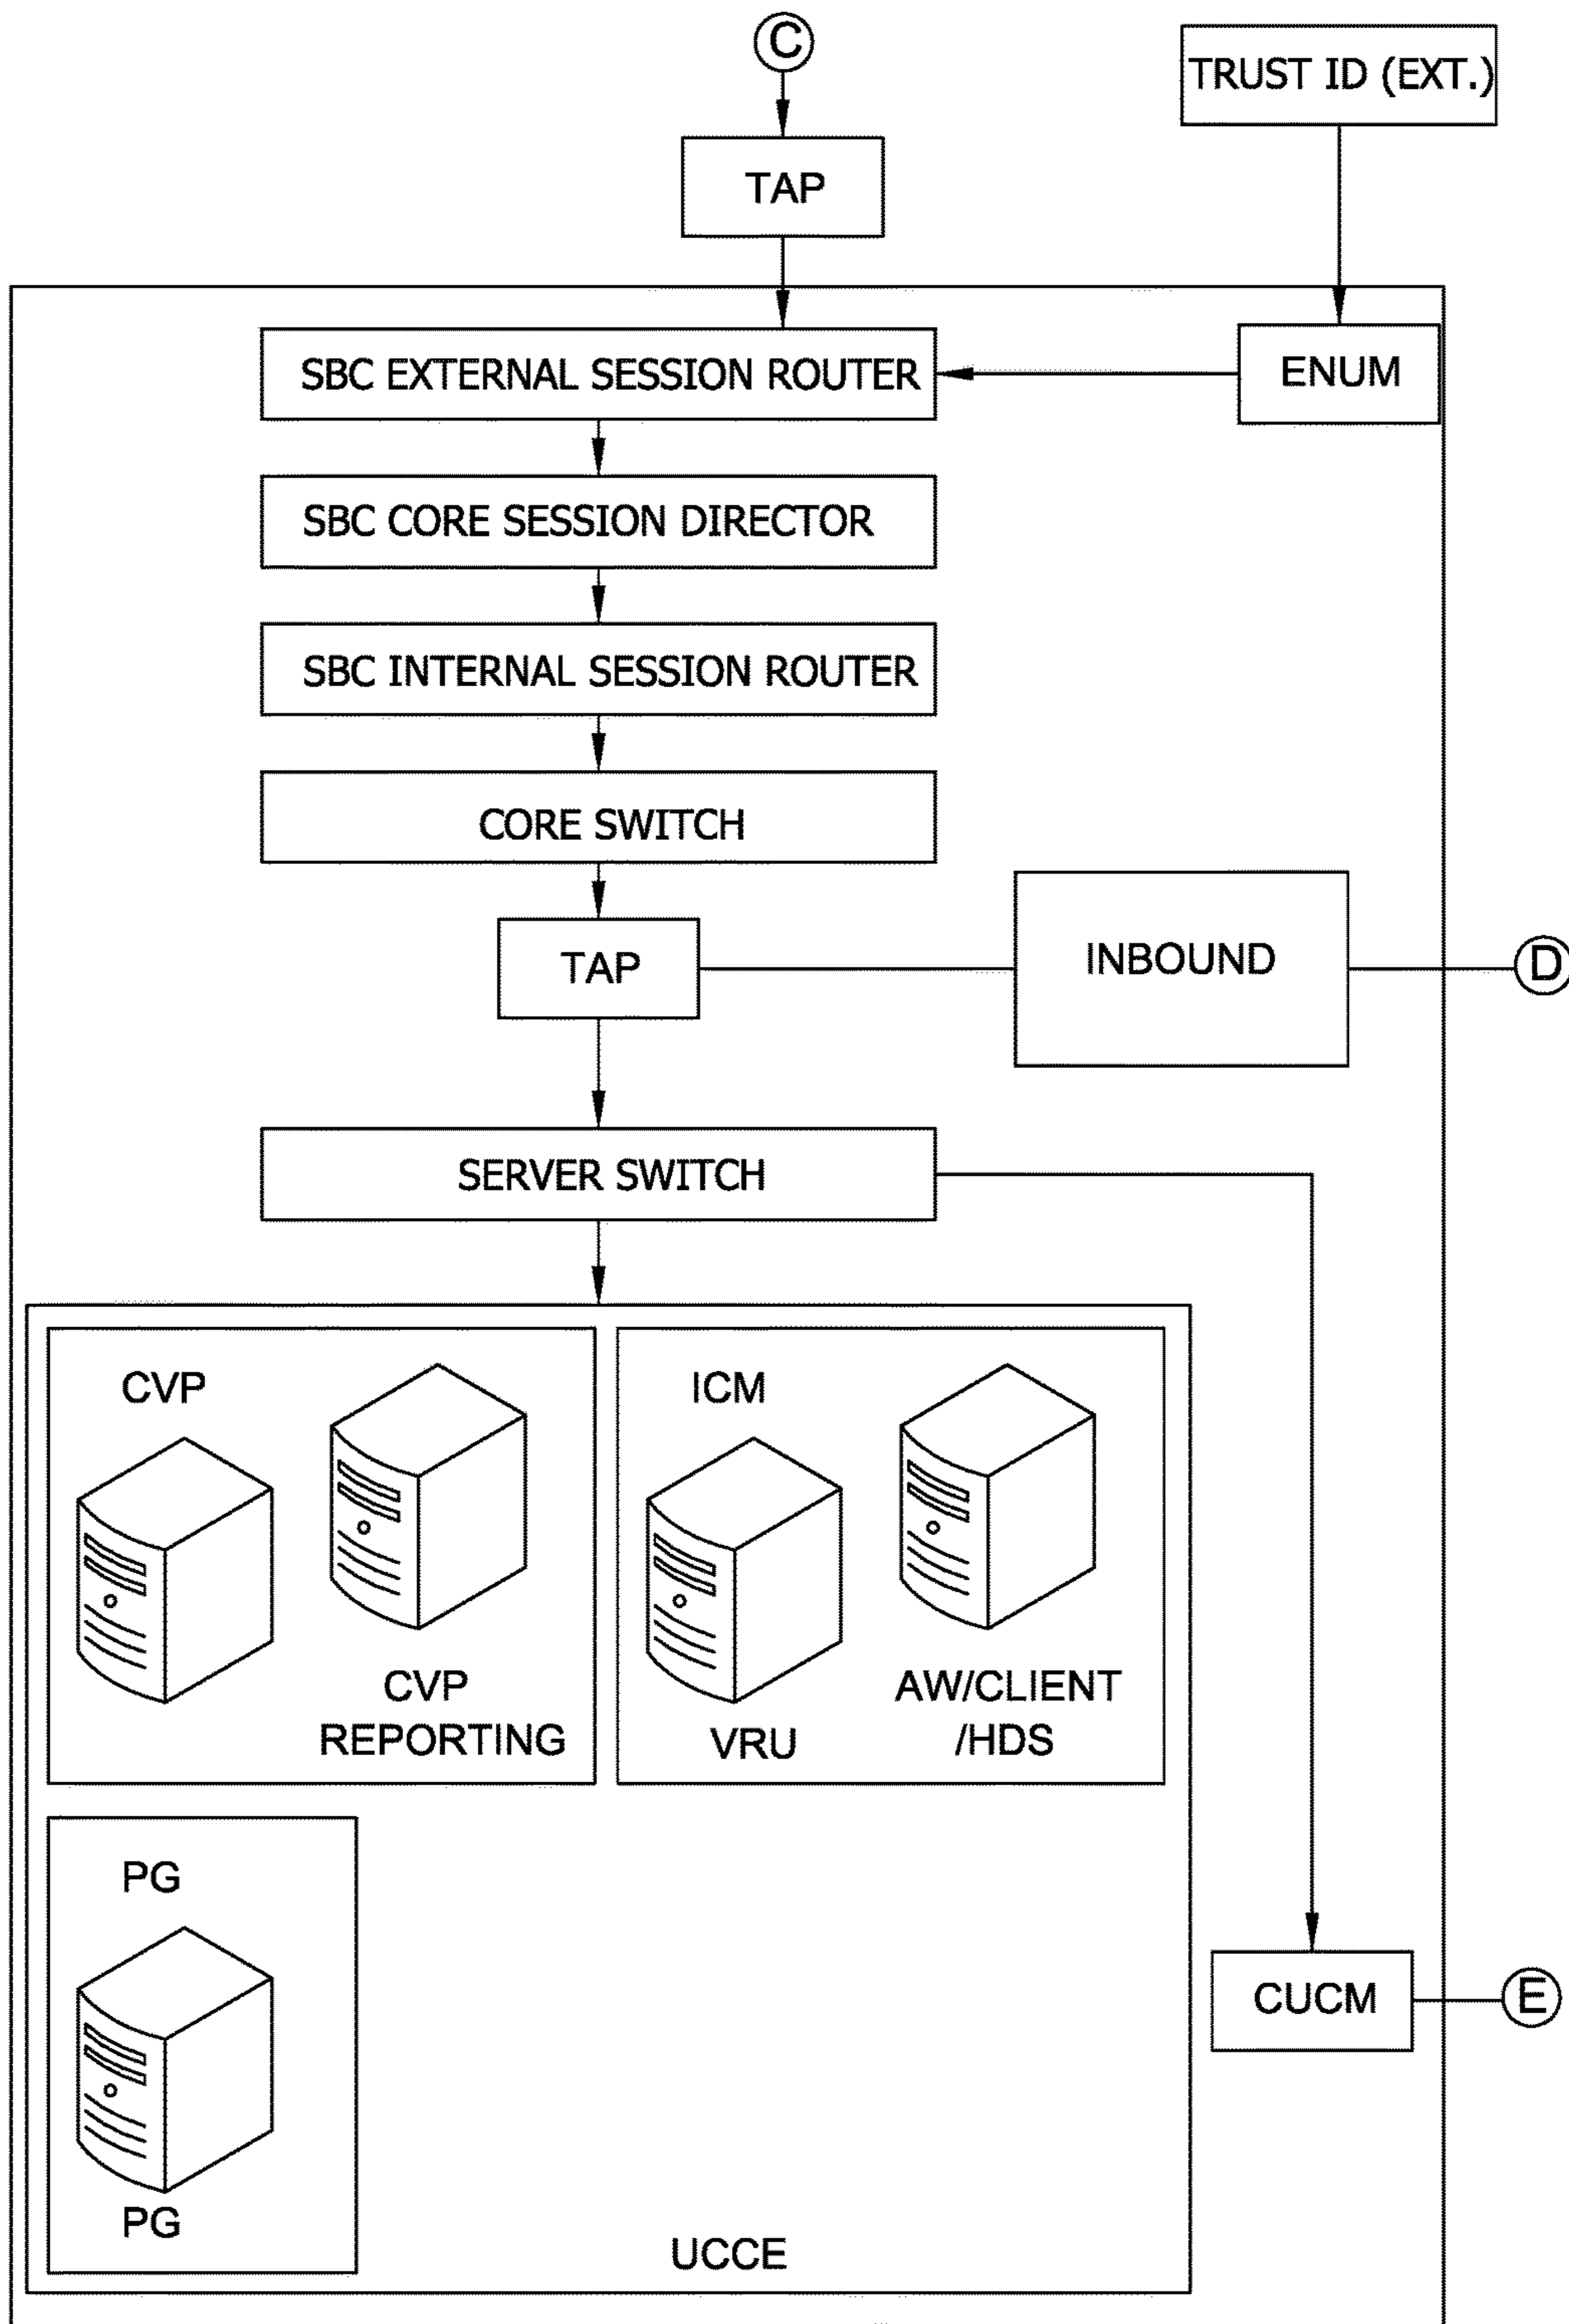 C
TRUST ID (EXT.)
TAP
SBC EXTERNAL SESSION ROUTER
ENUM
SBC CORE SESSION DIRECTOR
SBC INTERNAL SESSION ROUTER
CORE SWITCH
TAP
INBOUND
D
SERVER SWITCH
CVP
CVP
REPORTING
ICM
VRU
AW/CLIENT
/HDS
PG
PG
CUCM
E
UCCE